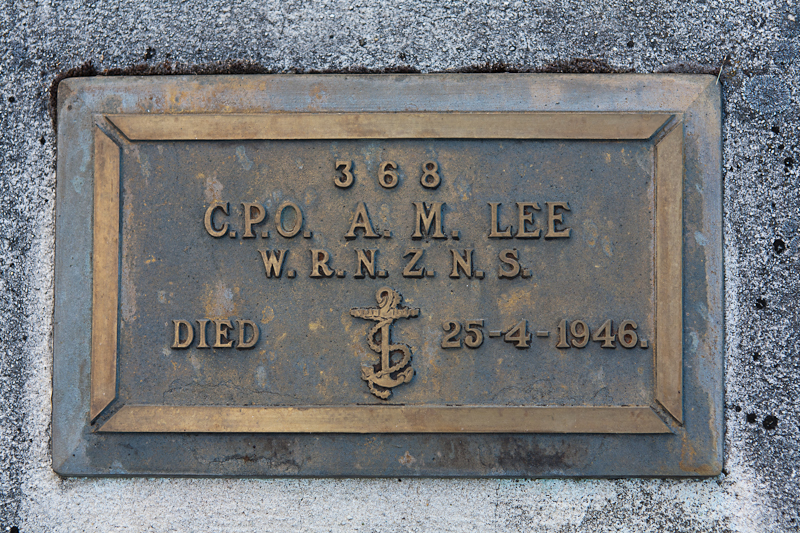 368
C.P.O. A. M. LEE
W. R. N. Z. N. S.
DIED 25-4-1946.